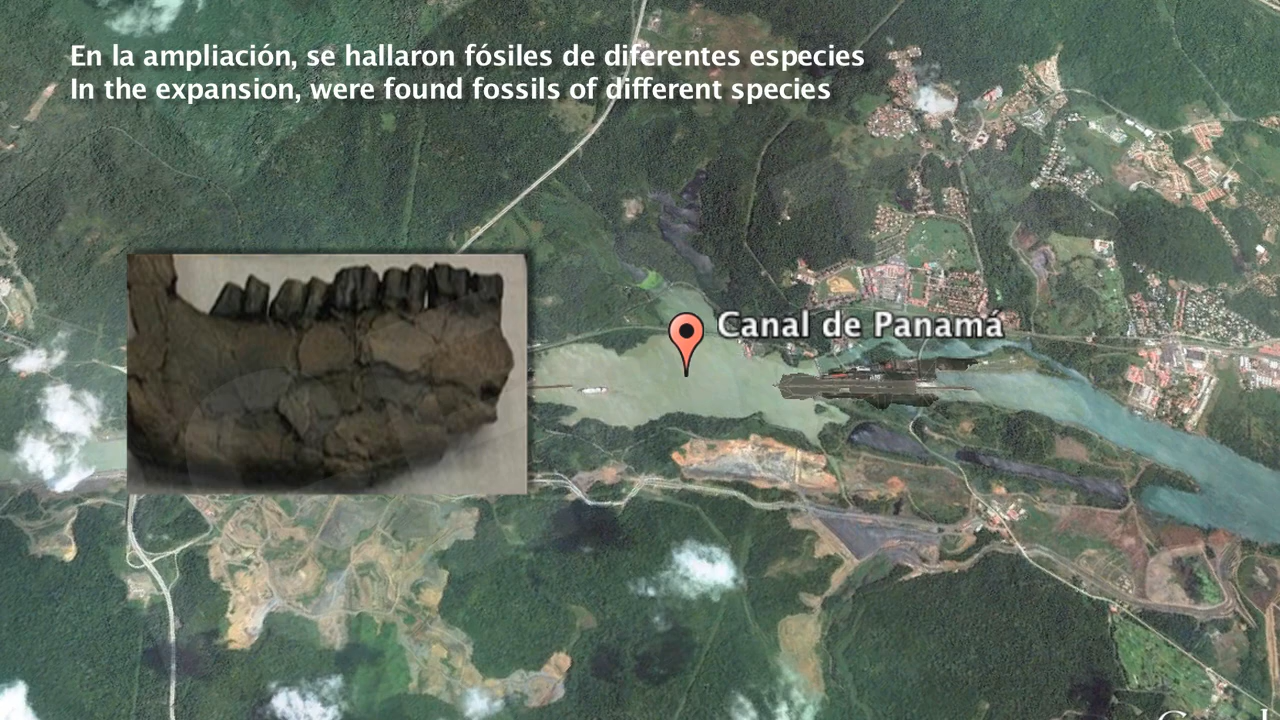 En la ampliación, se hallaron fósiles de diferentes especies
In the expansion, were found fossils of different species
Canal de Panamá